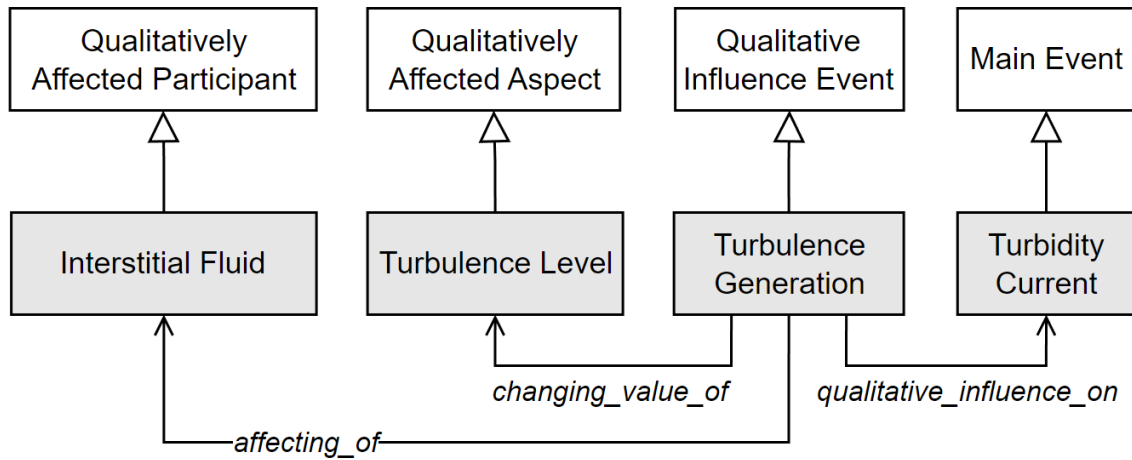 Qualitatively
Affected Participant
Qualitatively
Affected Aspect
Qualitative
Influence Event
Main Event
Interstitial Fluid
Turbulence Level
Turbulence
Generation
Turbidity
Current
changing_value_of
qualitative_influence_on
affecting_of